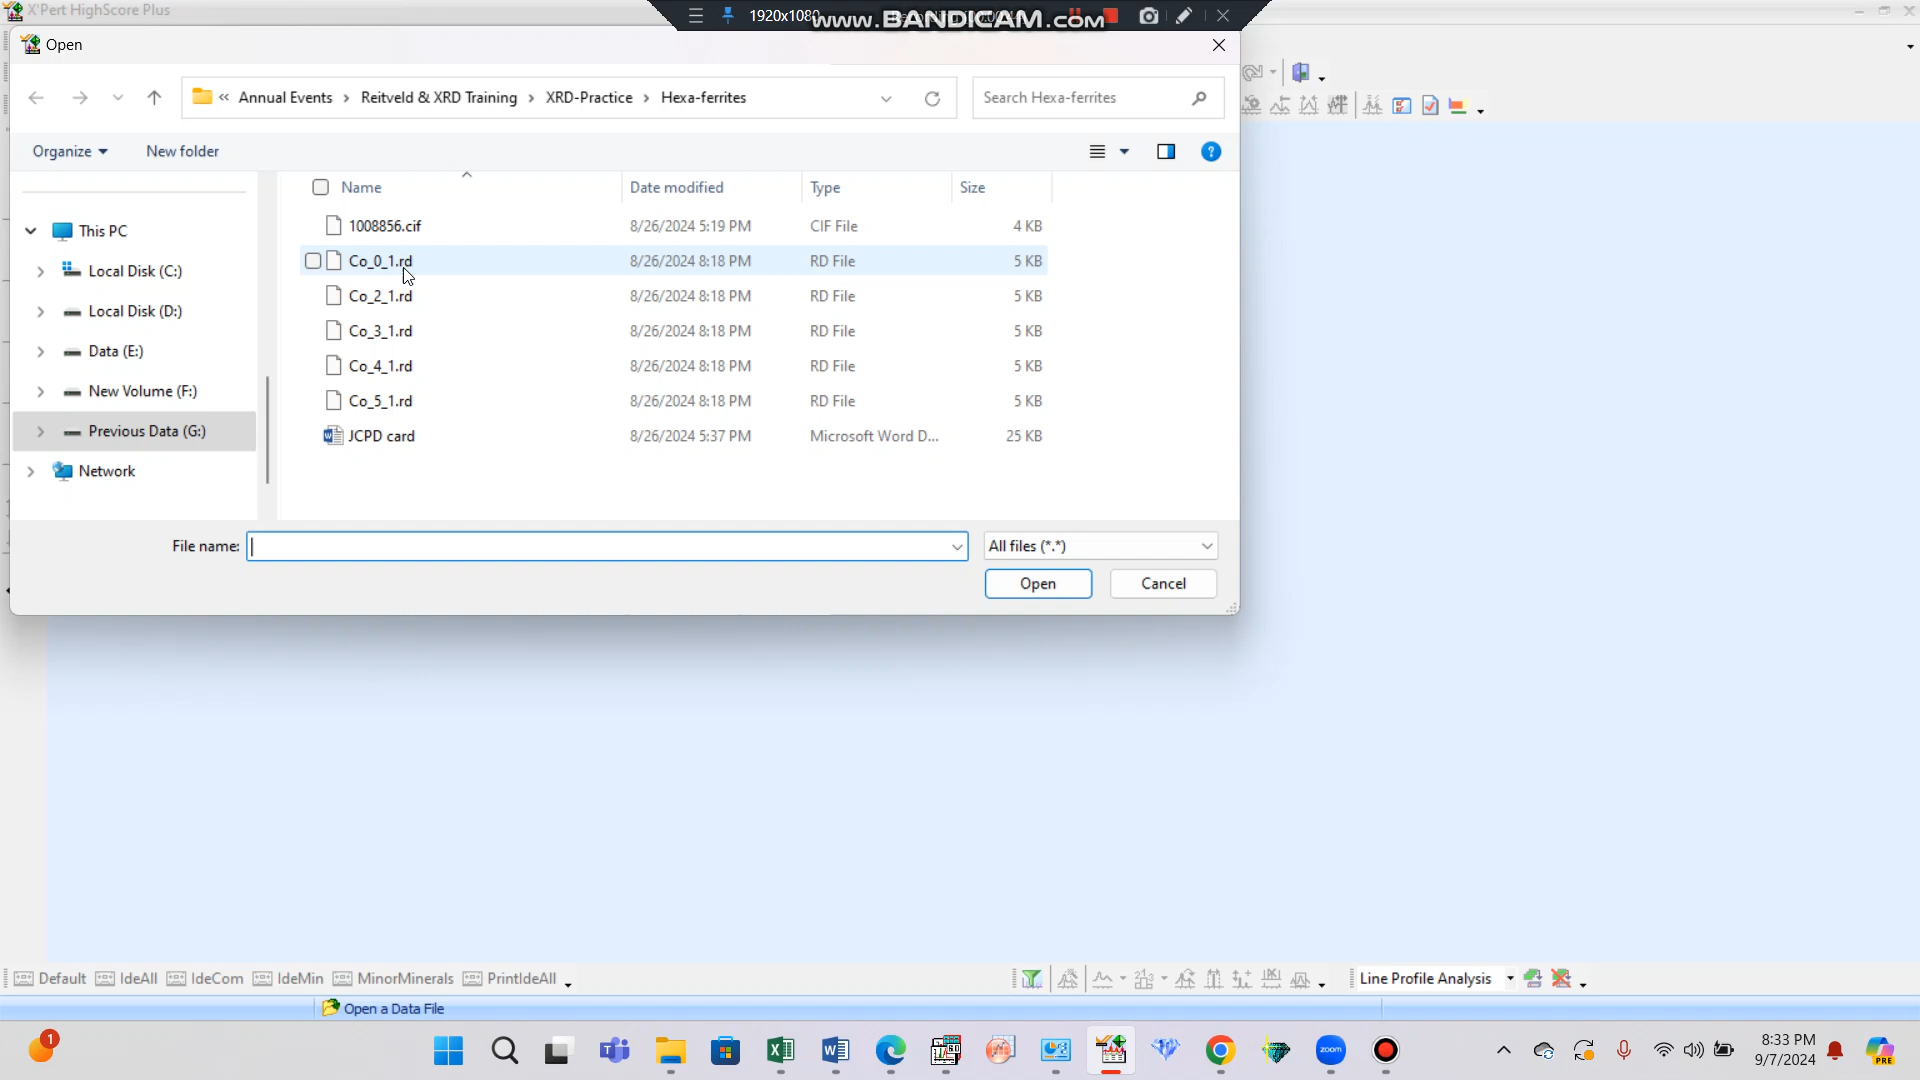 X'Pert HighScore Plus
1920x1080
www.BANDICAM.com
Open
« Annual Events > Reitveld & XRD Training > XRD-Practice > Hexa-ferrites
Search Hexa-ferrites
Organize
New folder
Name
Date modified
Type
Size
This PC
Local Disk (C:)
Local Disk (D:)
Data (E:)
New Volume (F:)
Previous Data (G:)
Network
1008856.cif 8/26/2024 5:19 PM CIF File 4 KB
Co_0_1.rd 8/26/2024 8:18 PM RD File 5 KB
Co_2_1.rd 8/26/2024 8:18 PM RD File 5 KB
Co_3_1.rd 8/26/2024 8:18 PM RD File 5 KB
Co_4_1.rd 8/26/2024 8:18 PM RD File 5 KB
Co_5_1.rd 8/26/2024 8:18 PM RD File 5 KB
JCPD card 8/26/2024 5:37 PM Microsoft Word D... 25 KB
File name:
All files (*.*)
Open
Cancel
Default IdeAll IdeCom IdeMin MinorMinerals PrintIdeAll
Line Profile Analysis
Open a Data File
1
zoom
8:33 PM
9/7/2024
PRE